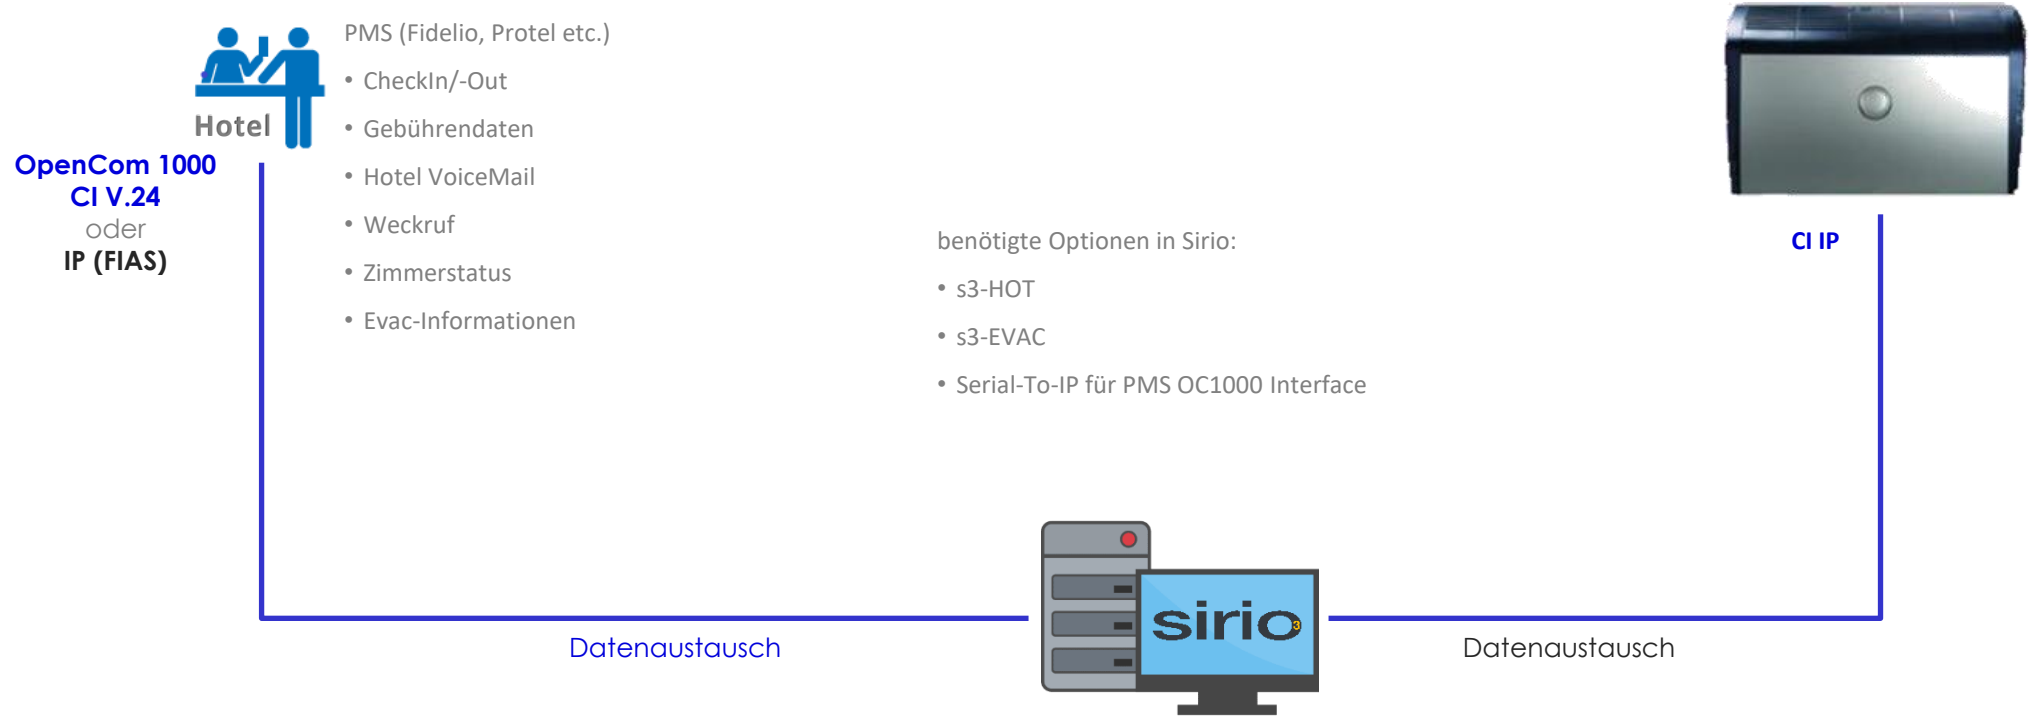 PMS (Fidelio, Protel etc.)
• CheckIn/-Out
• Gebührendaten
• Hotel VoiceMail
• Weckruf
• Zimmerstatus
• Evac-Informationen
Hotel
OpenCom 1000
CI V.24
oder
IP (FIAS)
benötigte Optionen in Sirio:
• s3-HOT
• s3-EVAC
• Serial-To-IP für PMS OC1000 Interface
CI IP
sirio3
Datenaustausch
Datenaustausch